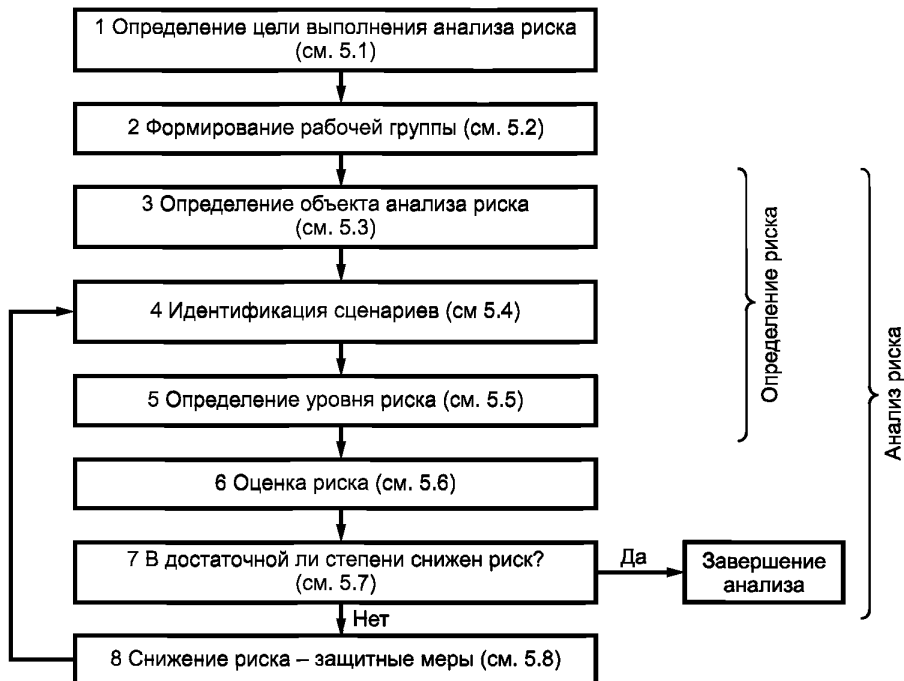 1 Определение цели выполнения анализа риска
(см. 5.1)
2 Формирование рабочей группы (см. 5.2)
3 Определение объекта анализа риска
(см. 5.3)
4 Идентификация сценариев (см 5.4)
5 Определение уровня риска (см. 5.5)
6 Оценка риска (см. 5.6)
7 В достаточной ли степени снижен риск?
(см. 5.7)
Да
Завершение
анализа
Нет
8 Снижение риска – защитные меры (см. 5.8)
Определение риска
Анализ риска